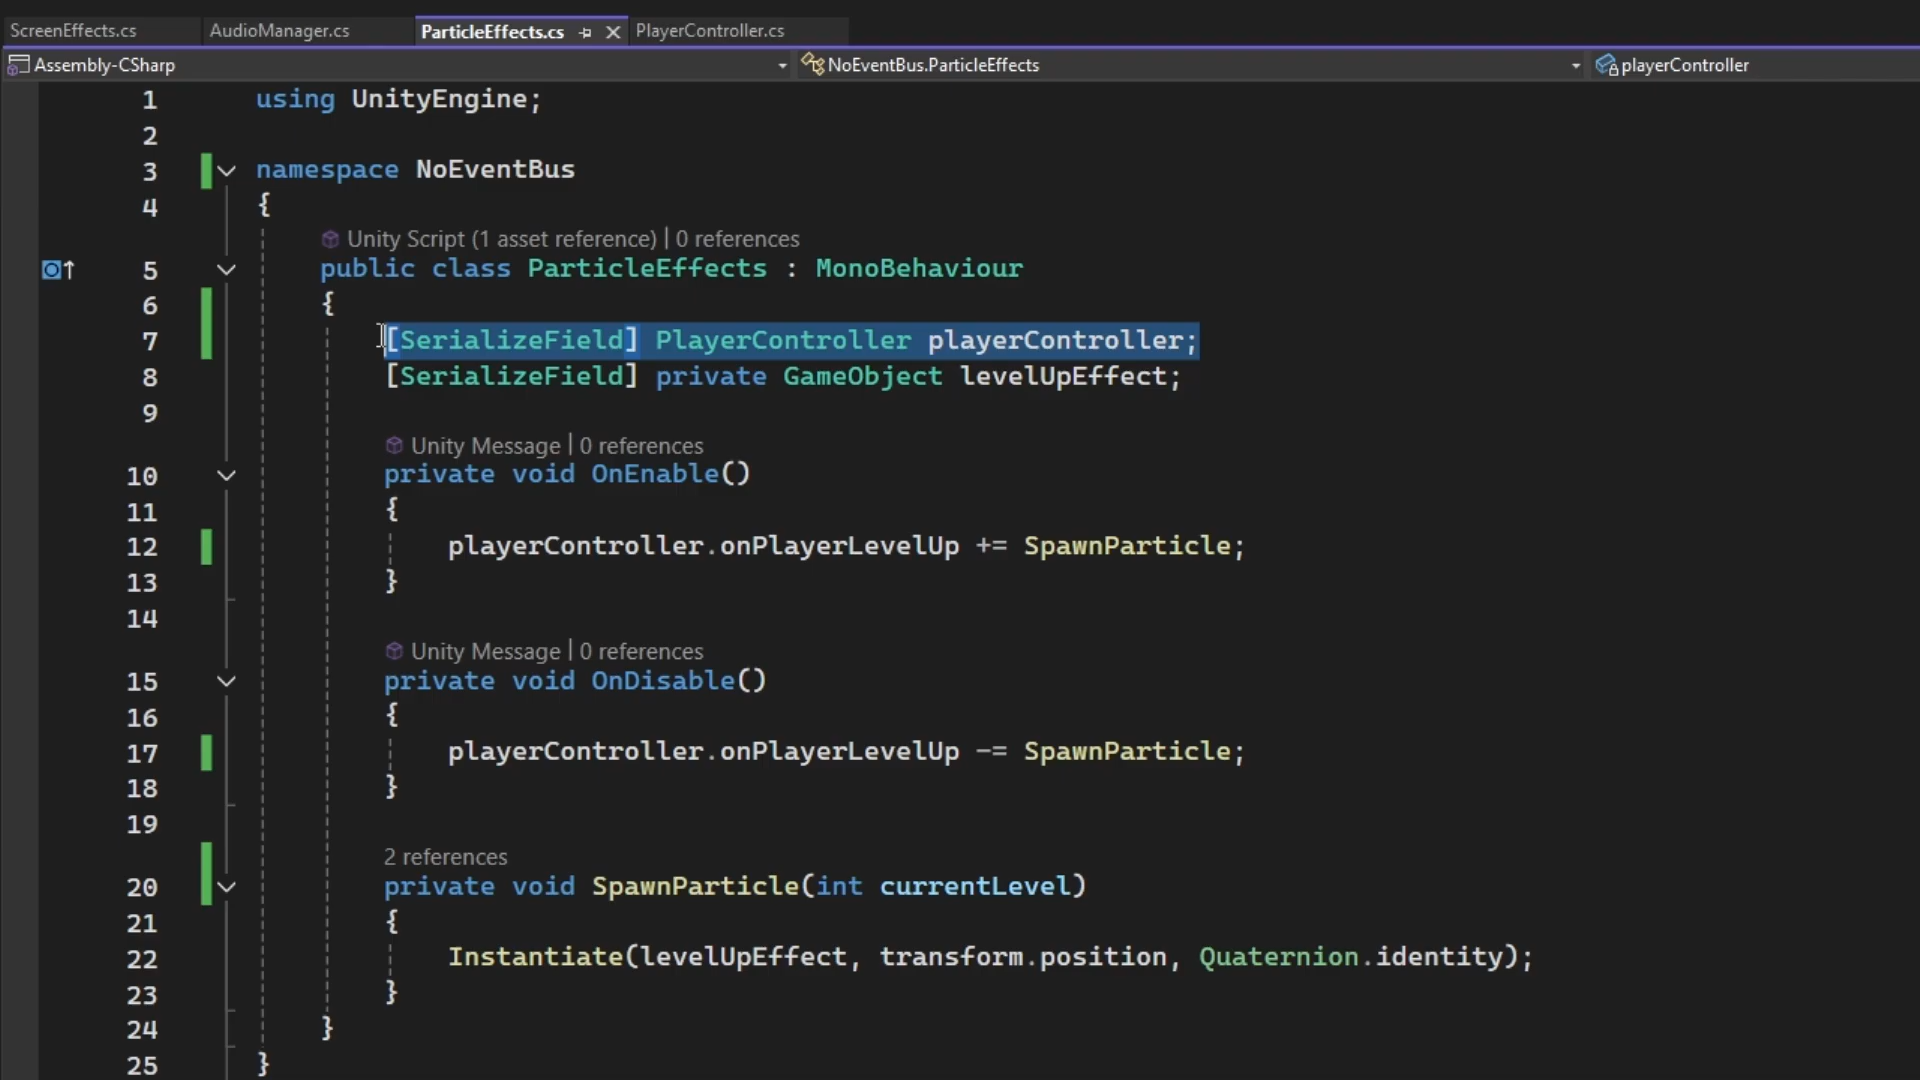 ScreenEffects.cs AudioManager.cs ParticleEffects.cs PlayerController.cs
Assembly-CSharp NoEventBus.ParticleEffects playerController
1 using UnityEngine;
2
3 namespace NoEventBus
4 {
Unity Script (1 asset reference) | 0 references
5 public class ParticleEffects : MonoBehaviour
6 {
7 [SerializeField] PlayerController playerController;
8 [SerializeField] private GameObject levelUpEffect;
9
Unity Message | 0 references
10 private void OnEnable()
11 {
12 playerController.onPlayerLevelUp += SpawnParticle;
13 }
14
Unity Message | 0 references
15 private void OnDisable()
16 {
17 playerController.onPlayerLevelUp -= SpawnParticle;
18 }
19
2 references
20 private void SpawnParticle(int currentLevel)
21 {
22 Instantiate(levelUpEffect, transform.position, Quaternion.identity);
23 }
24 }
25 }